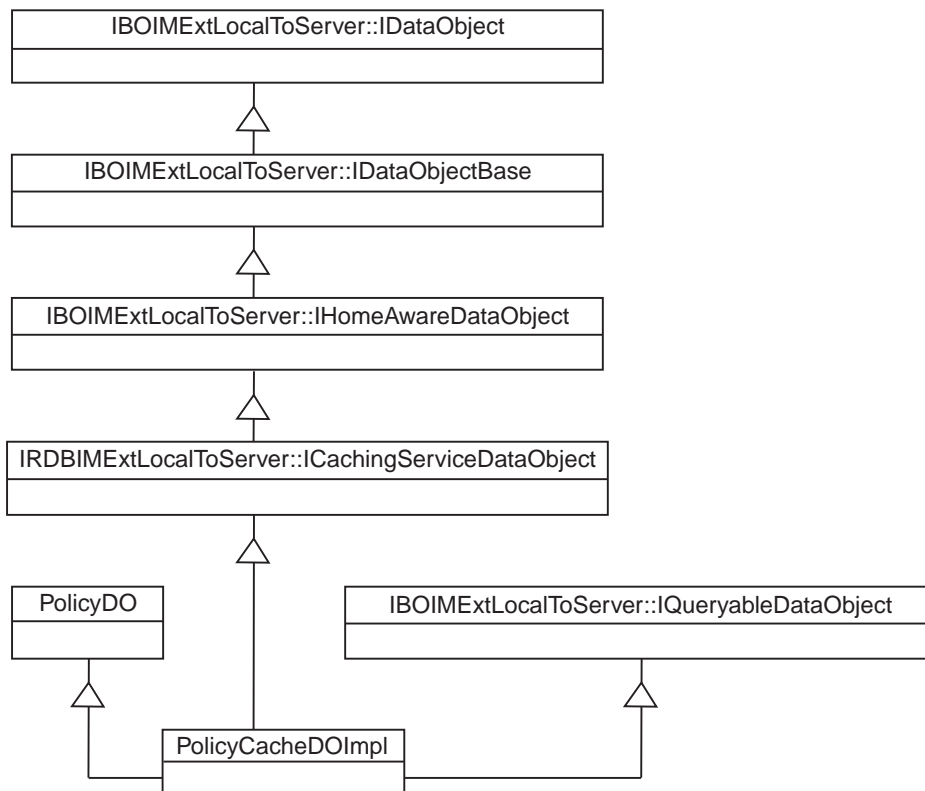 IBOIMExtLocalToServer::IDataObject
IBOIMExtLocalToServer::IDataObjectBase
IBOIMExtLocalToServer::IHomeAwareDataObject
IRDBIMExtLocalToServer::ICachingServiceDataObject
PolicyDO
IBOIMExtLocalToServer::IQueryableDataObject
PolicyCacheDOImpl